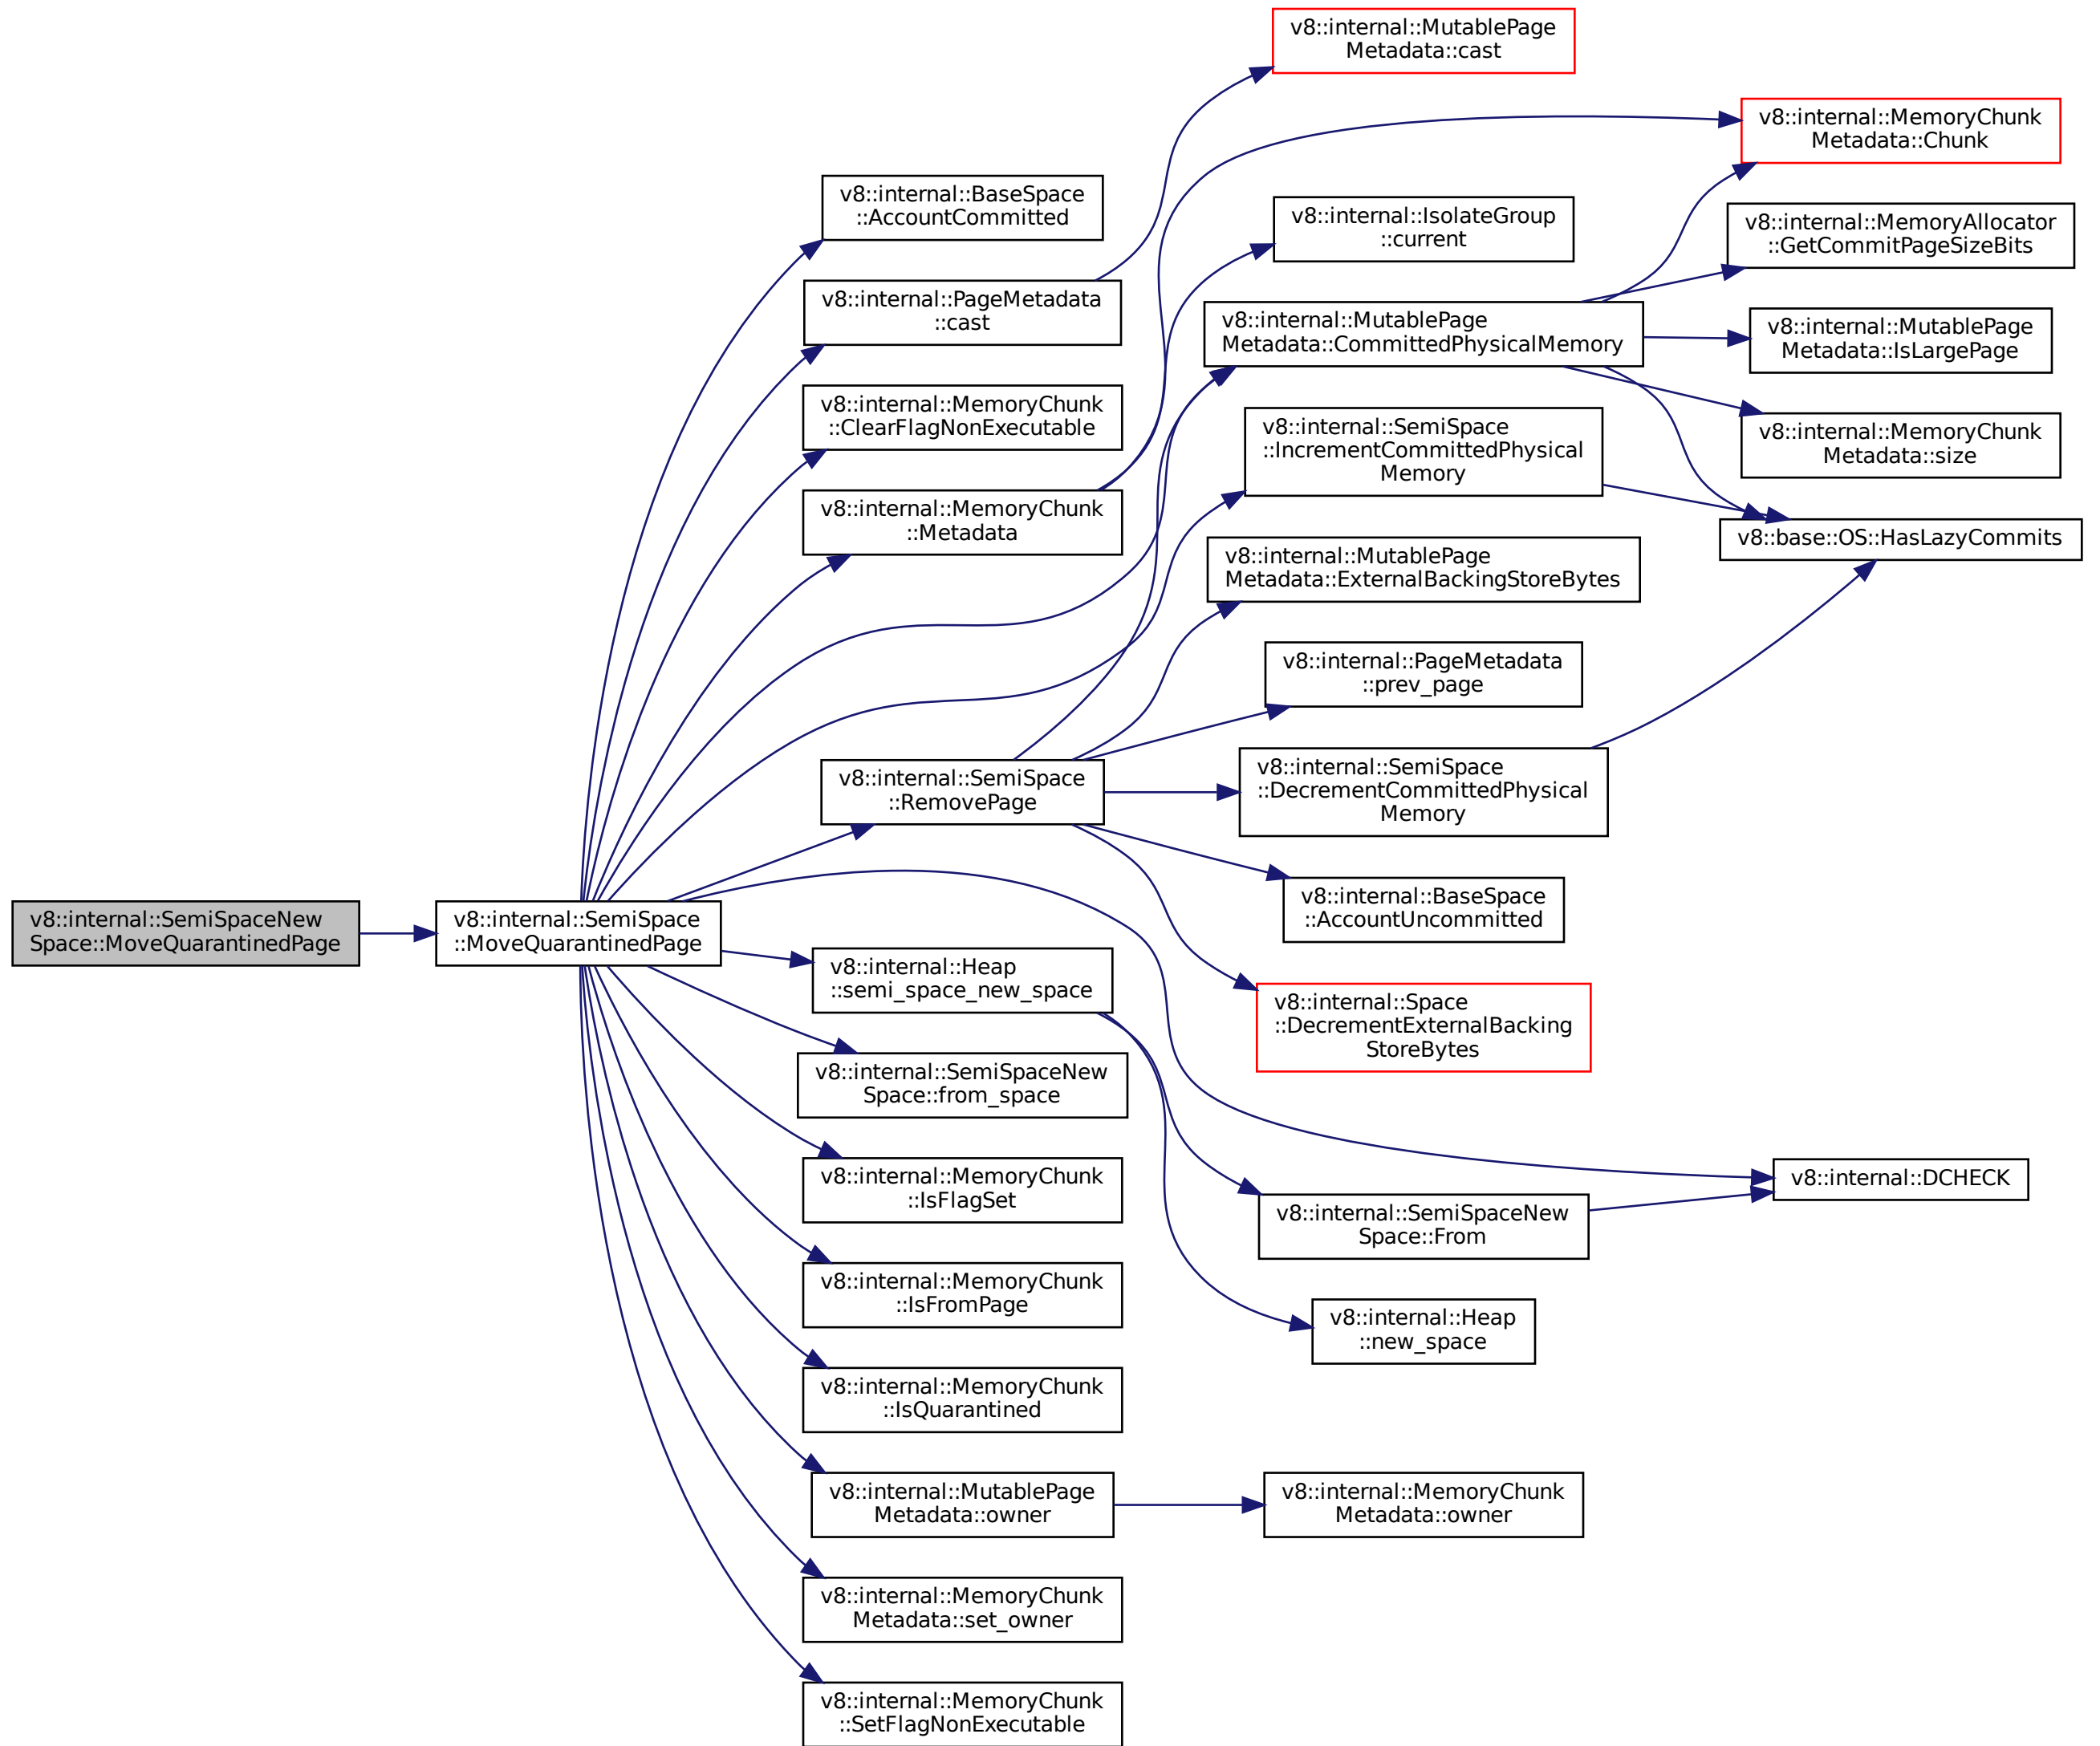 v8::internal::SemiSpaceNew
Space::MoveQuarantinedPage
v8::internal::SemiSpace
::MoveQuarantinedPage
v8::internal::BaseSpace
::AccountCommitted
v8::internal::PageMetadata
::cast
v8::internal::MemoryChunk
::ClearFlagNonExecutable
v8::internal::MemoryChunk
::Metadata
v8::internal::SemiSpace
::RemovePage
v8::internal::Heap
::semi_space_new_space
v8::internal::SemiSpaceNew
Space::from_space
v8::internal::MemoryChunk
::IsFlagSet
v8::internal::MemoryChunk
::IsFromPage
v8::internal::MemoryChunk
::IsQuarantined
v8::internal::MutablePage
Metadata::owner
v8::internal::MemoryChunk
Metadata::set_owner
v8::internal::MemoryChunk
::SetFlagNonExecutable
v8::internal::MutablePage
Metadata::cast
v8::internal::IsolateGroup
::current
v8::internal::MutablePage
Metadata::CommittedPhysicalMemory
v8::internal::SemiSpace
::IncrementCommittedPhysical
Memory
v8::internal::MutablePage
Metadata::ExternalBackingStoreBytes
v8::internal::PageMetadata
::prev_page
v8::internal::SemiSpace
::DecrementCommittedPhysical
Memory
v8::internal::BaseSpace
::AccountUncommitted
v8::internal::Space
::DecrementExternalBacking
StoreBytes
v8::internal::SemiSpaceNew
Space::From
v8::internal::Heap
::new_space
v8::internal::MemoryChunk
Metadata::owner
v8::internal::MemoryChunk
Metadata::Chunk
v8::internal::MemoryAllocator
::GetCommitPageSizeBits
v8::internal::MutablePage
Metadata::IsLargePage
v8::internal::MemoryChunk
Metadata::size
v8::base::OS::HasLazyCommits
v8::internal::DCHECK